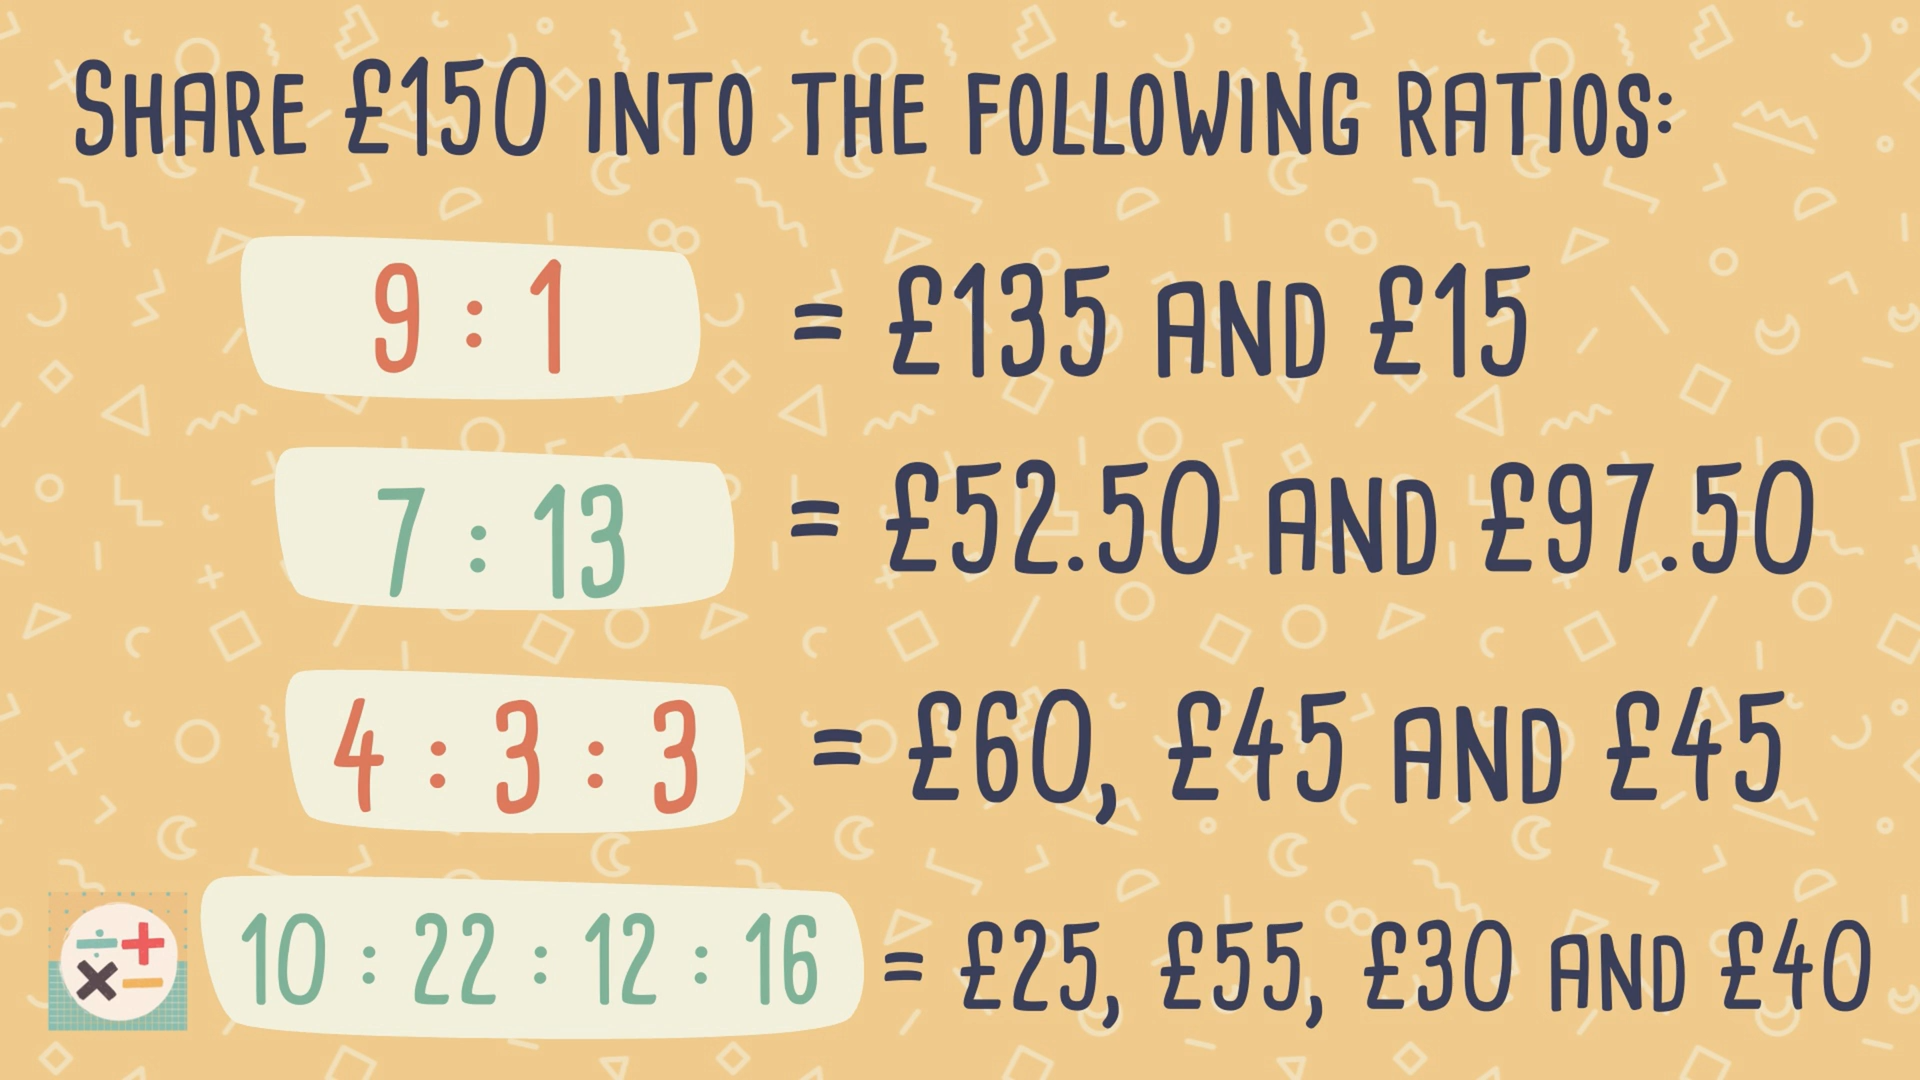 SHARE £150 INTO THE FOLLOWING RATIOS:
9 : 1 = £135 AND £15
7 : 13 = £52.50 AND £97.50
4 : 3 : 3 = £60, £45 AND £45
10 : 22 : 12 : 16 = £25, £55, £30 AND £40